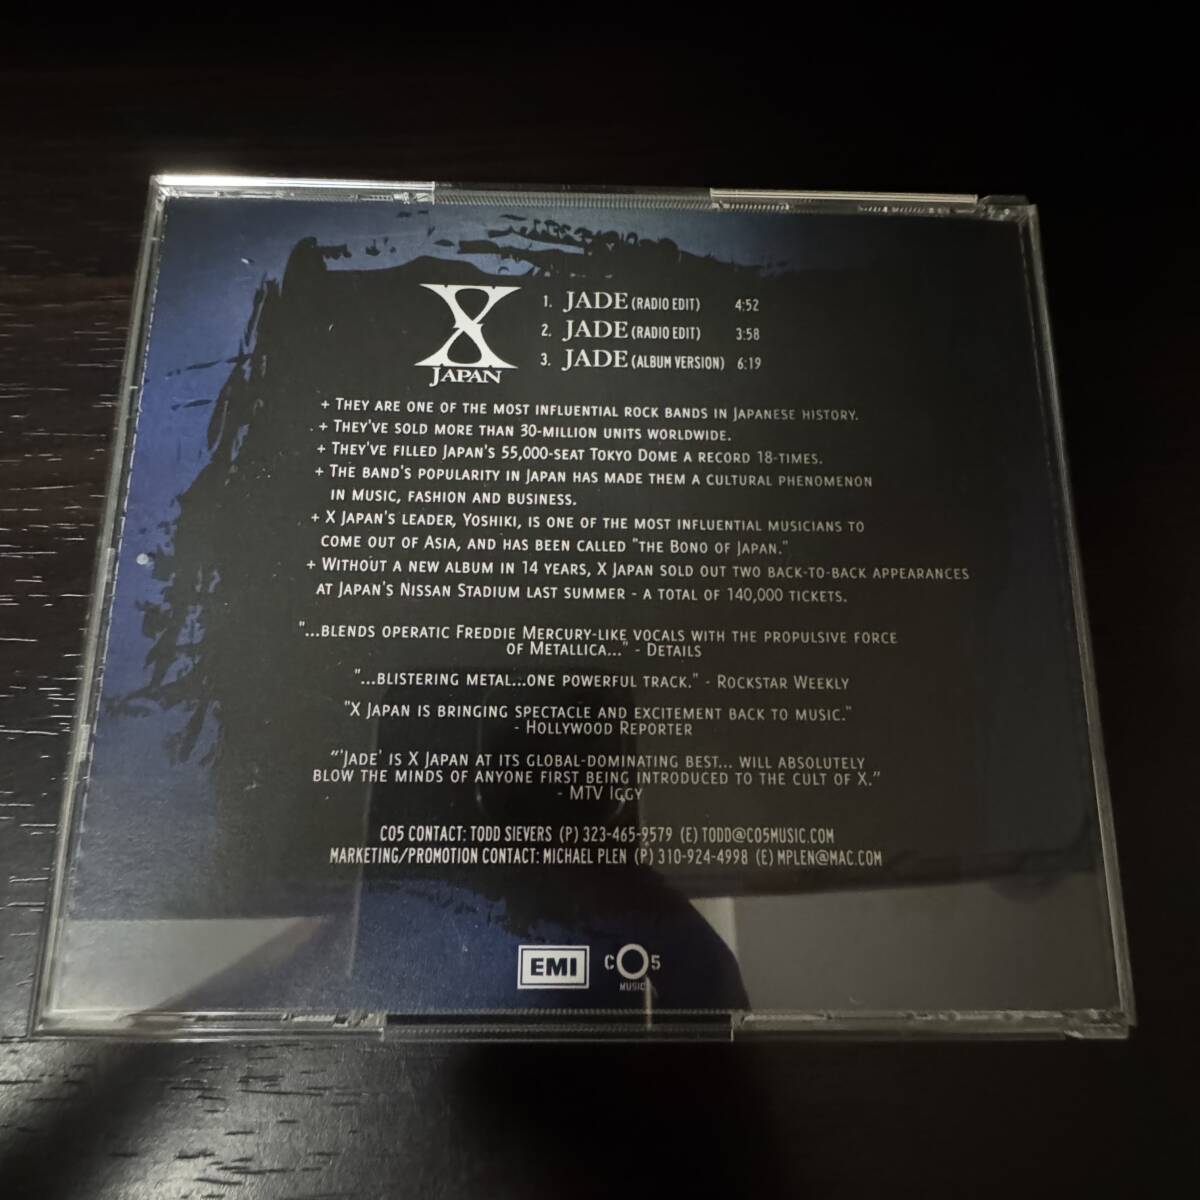 X
JAPAN
1. JADE (RADIO EDIT) 4:52
2. JADE (RADIO EDIT) 3:58
3. JADE (ALBUM VERSION) 6:19
+ THEY ARE ONE OF THE MOST INFLUENTIAL ROCK BANDS IN JAPANESE HISTORY.
+ THEY'VE SOLD MORE THAN 30-MILLION UNITS WORLDWIDE.
+ THEY'VE FILLED JAPAN'S 55,000-SEAT TOKYO DOME A RECORD 18-TIMES.
+ THE BAND'S POPULARITY IN JAPAN HAS MADE THEM A CULTURAL PHENOMENON
IN MUSIC, FASHION AND BUSINESS.
+ X JAPAN'S LEADER, YOSHIKI, IS ONE OF THE MOST INFLUENTIAL MUSICIANS TO
COME OUT OF ASIA, AND HAS BEEN CALLED "THE BONO OF JAPAN."
+ WITHOUT A NEW ALBUM IN 14 YEARS, X JAPAN SOLD OUT TWO BACK-TO-BACK APPEARANCES
AT JAPAN'S NISSAN STADIUM LAST SUMMER - A TOTAL OF 140,000 TICKETS.
"...BLENDS OPERATIC FREDDIE MERCURY-LIKE VOCALS WITH THE PROPULSIVE FORCE
OF METALLICA..." - DETAILS
"...BLISTERING METAL...ONE POWERFUL TRACK." - ROCKSTAR WEEKLY
"X JAPAN IS BRINGING SPECTACLE AND EXCITEMENT BACK TO MUSIC."
- HOLLYWOOD REPORTER
"'JADE' IS X JAPAN AT ITS GLOBAL-DOMINATING BEST... WILL ABSOLUTELY
BLOW THE MINDS OF ANYONE FIRST BEING INTRODUCED TO THE CULT OF X."
- MTV IGGY
CO5 CONTACT: TODD SIEVERS (P) 323-465-9579 (E) TODD@CO5MUSIC.COM
MARKETING/PROMOTION CONTACT: MICHAEL PLEN (P) 310-924-4998 (E) MPLEN@MAC.COM
EMI CO5
MUSIC